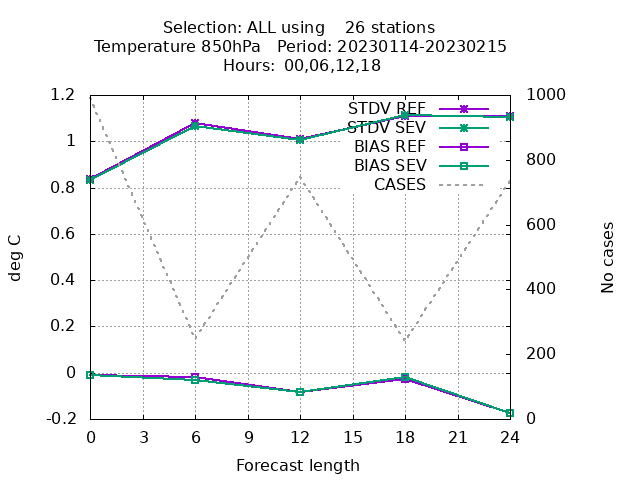 Selection: ALL using    26 stations
Temperature 850hPa   Period: 20230114-20230215
Hours: 00,06,12,18
1.2
1
0.8
0.6
0.4
0.2
0
-0.2
deg C
STDV REF
STDV SEV
BIAS REF
BIAS SEV
CASES
1000
800
600
400
200
0
No cases
0 3 6 9 12 15 18 21 24
Forecast length